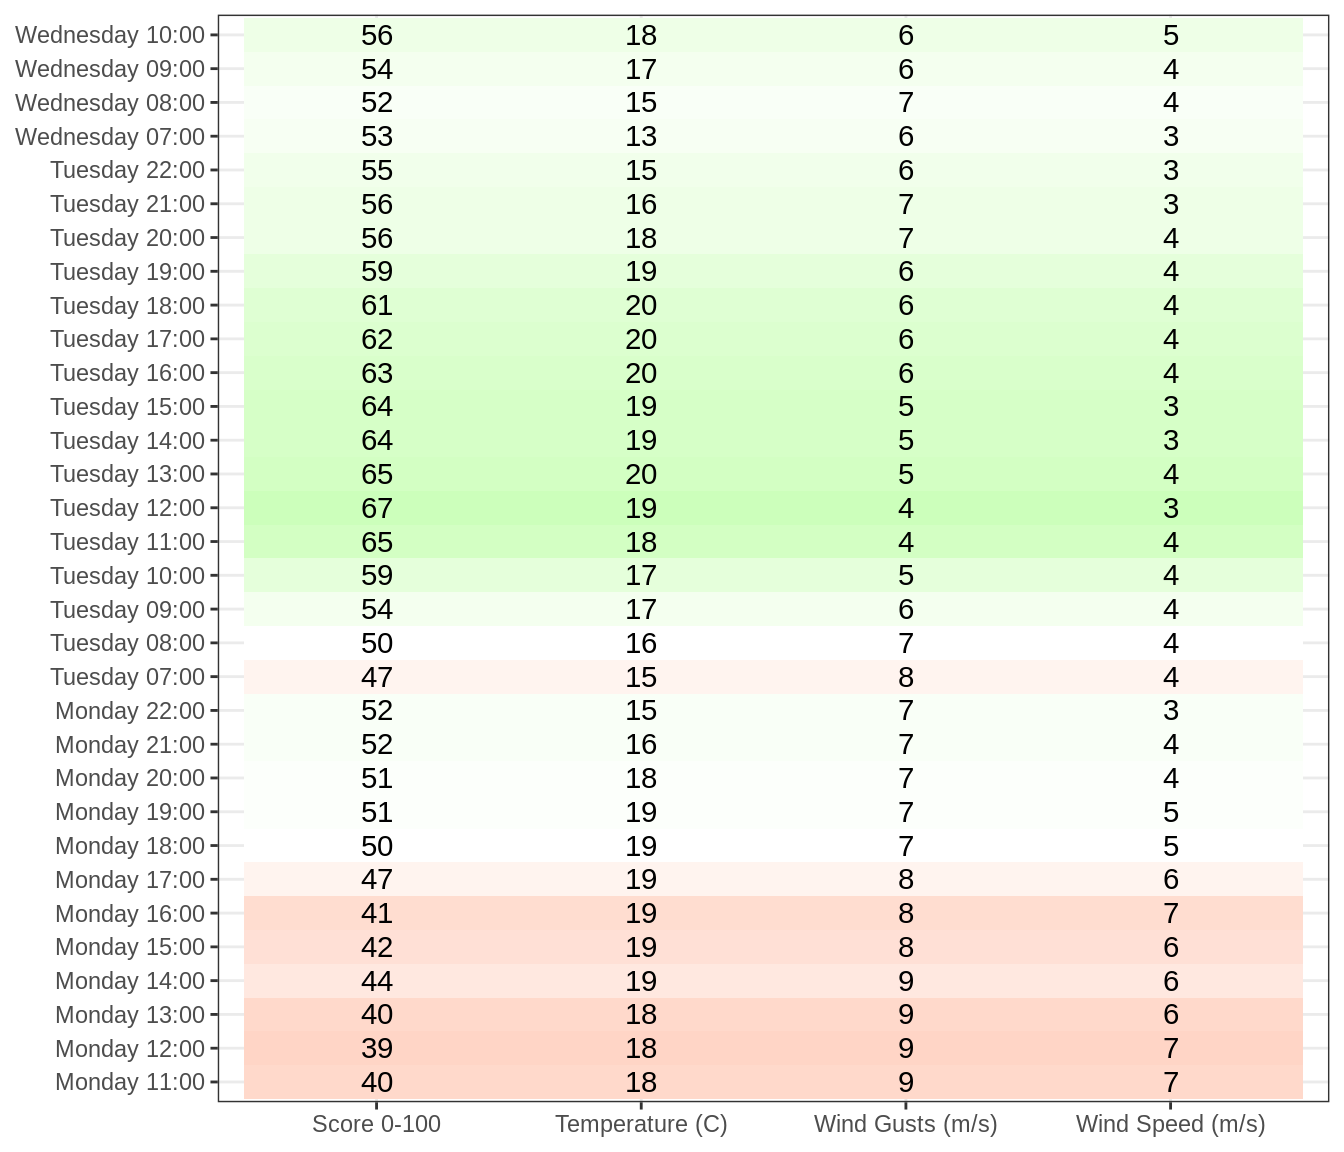 Wednesday 10:00 56 18 6 5
Wednesday 09:00 54 17 6 4
Wednesday 08:00 52 15 7 4
Wednesday 07:00 53 13 6 3
Tuesday 22:00 55 15 6 3
Tuesday 21:00 56 16 7 3
Tuesday 20:00 56 18 7 4
Tuesday 19:00 59 19 6 4
Tuesday 18:00 61 20 6 4
Tuesday 17:00 62 20 6 4
Tuesday 16:00 63 20 6 4
Tuesday 15:00 64 19 5 3
Tuesday 14:00 64 19 5 3
Tuesday 13:00 65 20 5 4
Tuesday 12:00 67 19 4 3
Tuesday 11:00 65 18 4 4
Tuesday 10:00 59 17 5 4
Tuesday 09:00 54 17 6 4
Tuesday 08:00 50 16 7 4
Tuesday 07:00 47 15 8 4
Monday 22:00 52 15 7 3
Monday 21:00 52 16 7 4
Monday 20:00 51 18 7 4
Monday 19:00 51 19 7 5
Monday 18:00 50 19 7 5
Monday 17:00 47 19 8 6
Monday 16:00 41 19 8 7
Monday 15:00 42 19 8 6
Monday 14:00 44 19 9 6
Monday 13:00 40 18 9 6
Monday 12:00 39 18 9 7
Monday 11:00 40 18 9 7
Score 0-100 Temperature (C) Wind Gusts (m/s) Wind Speed (m/s)